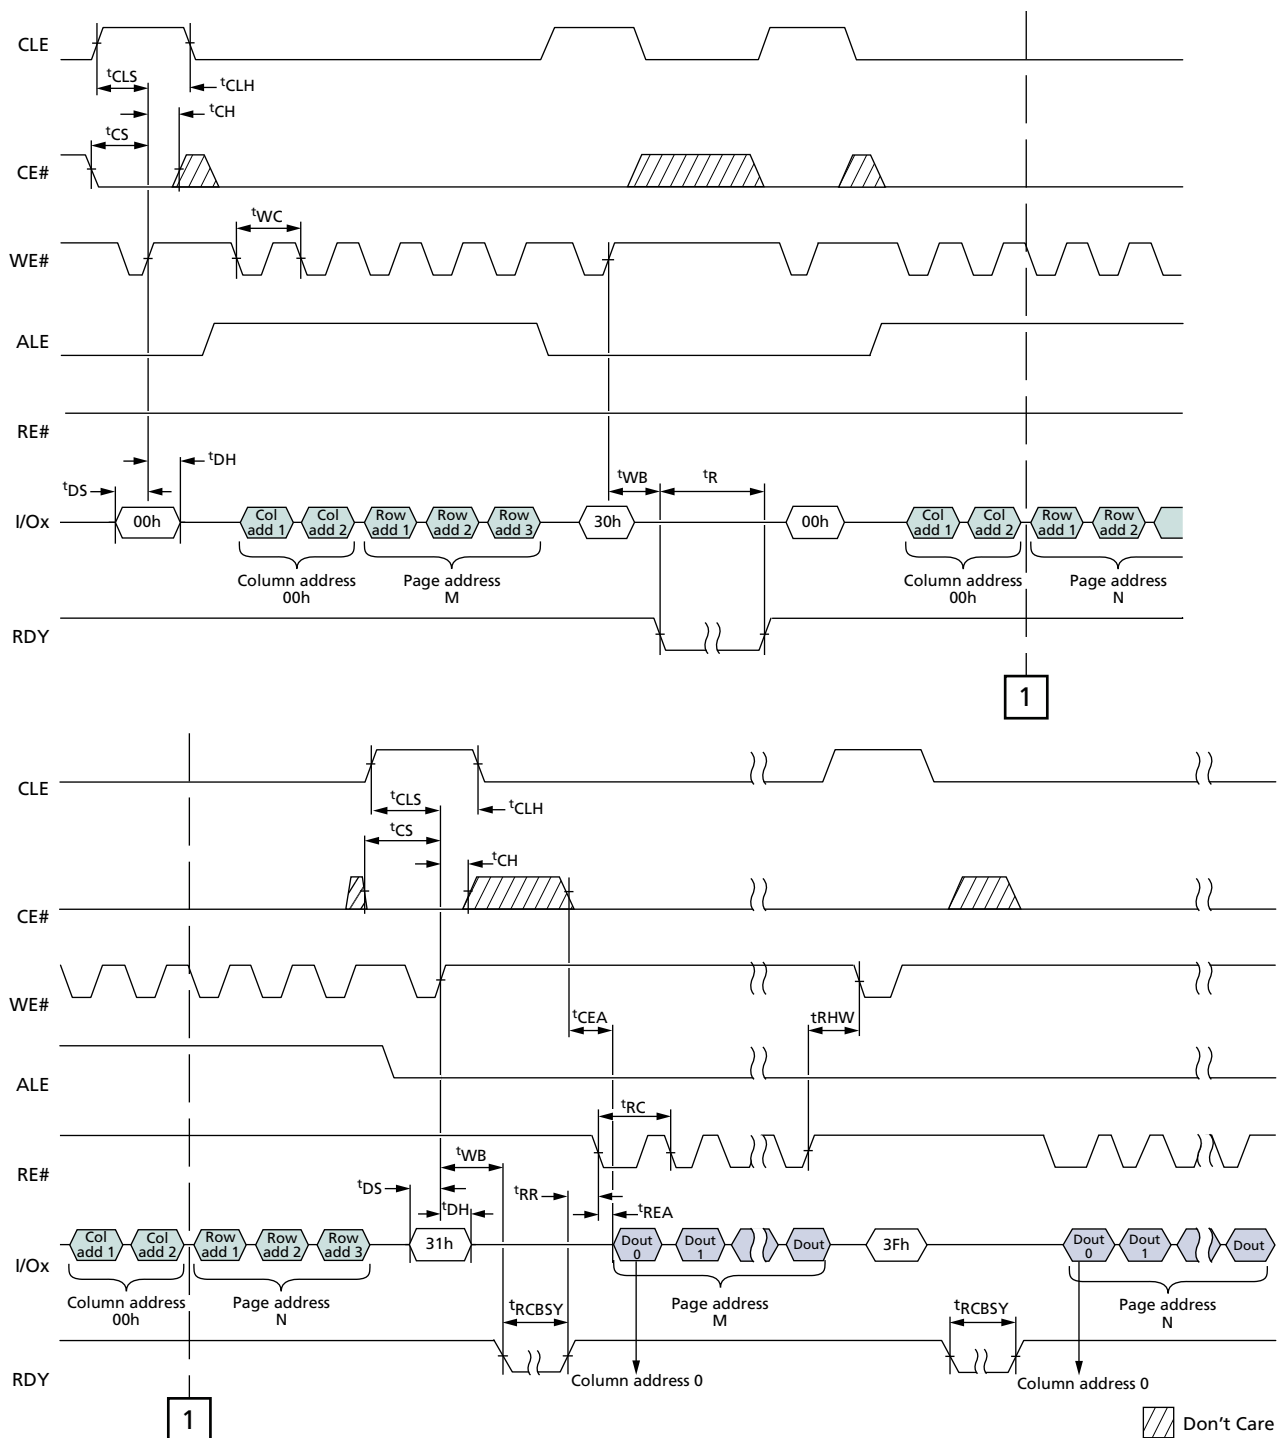 CLE
tCLS
tCLH
tCH
tCS
CE#
tWC
WE#
ALE
RE#
tDH
tDS
tWB
tR
I/Ox
00h
Col add 1
Col add 2
Row add 1
Row add 2
Row add 3
30h
00h
Col add 1
Col add 2
Row add 1
Row add 2
Column address
00h
Page address
M
Column address
00h
Page address
N
RDY
1
CLE
tCLS
tCLH
tCS
tCH
CE#
WE#
tCEA
tRHW
ALE
tRC
RE#
tWB
tDS
tRR
tDH
tREA
I/Ox
Col add 1
Col add 2
Row add 1
Row add 2
Row add 3
31h
Dout 0
Dout 1
Dout
3Fh
Dout 0
Dout 1
Dout
Column address
00h
Page address
N
Page address
M
Page address
N
tRCBSY
tRCBSY
RDY
Column address 0
Column address 0
1
Don't Care